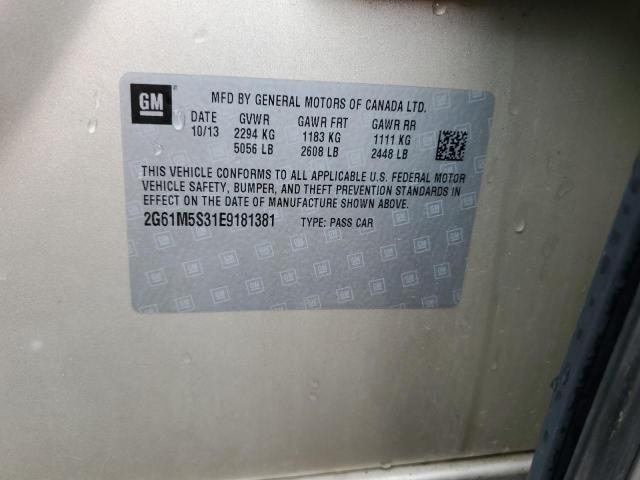 GM
MFD BY GENERAL MOTORS OF CANADA LTD.
DATE GVWR GAWR FRT GAWR RR
10/13 2294 KG 1183 KG 1111 KG
5056 LB 2608 LB 2448 LB
THIS VEHICLE CONFORMS TO ALL APPLICABLE U.S. FEDERAL MOTOR
VEHICLE SAFETY, BUMPER, AND THEFT PREVENTION STANDARDS IN
EFFECT ON THE DATE OF MANUFACTURE SHOWN ABOVE.
2G61M5S31E9181381 TYPE: PASS CAR